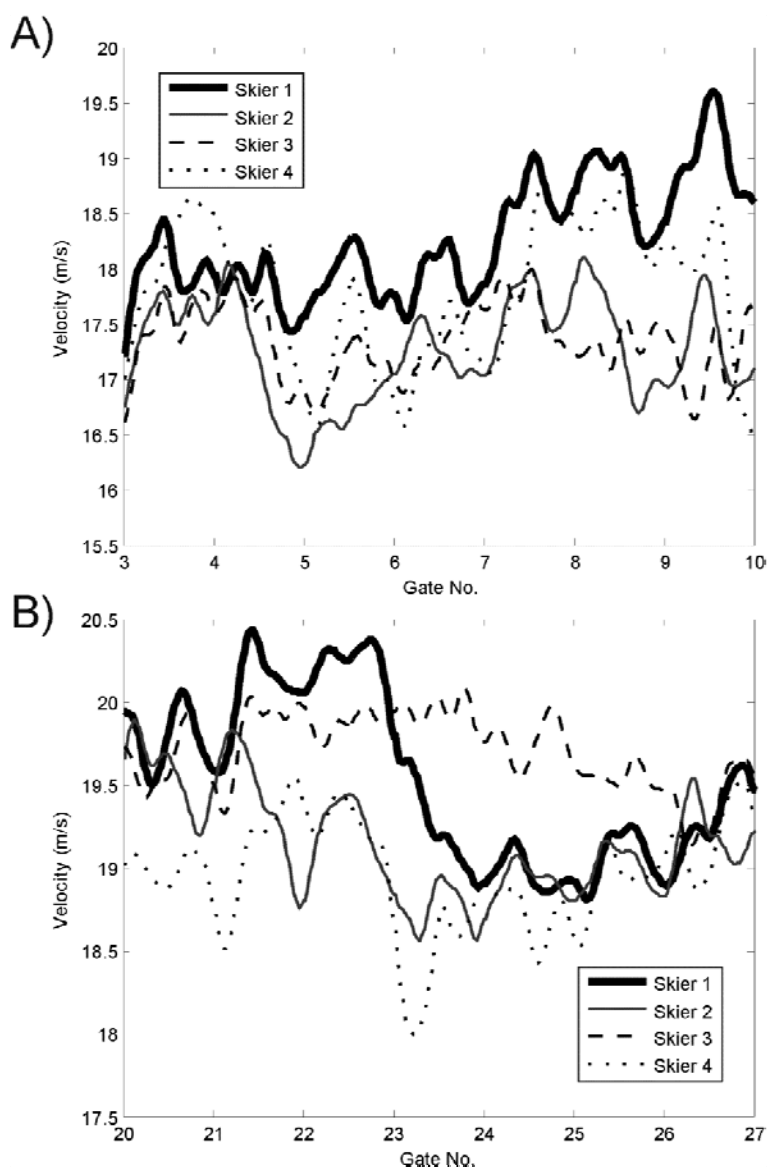 A)
20
19.5
19
18.5
18
17.5
17
16.5
16
15.5
Velocity (m/s)
Skier 1
Skier 2
Skier 3
Skier 4
3 4 5 6 7 8 9 10
Gate No.
B)
20.5
20
19.5
19
18.5
18
17.5
Velocity (m/s)
Skier 1
Skier 2
Skier 3
Skier 4
20 21 22 23 24 25 26 27
Gate No.